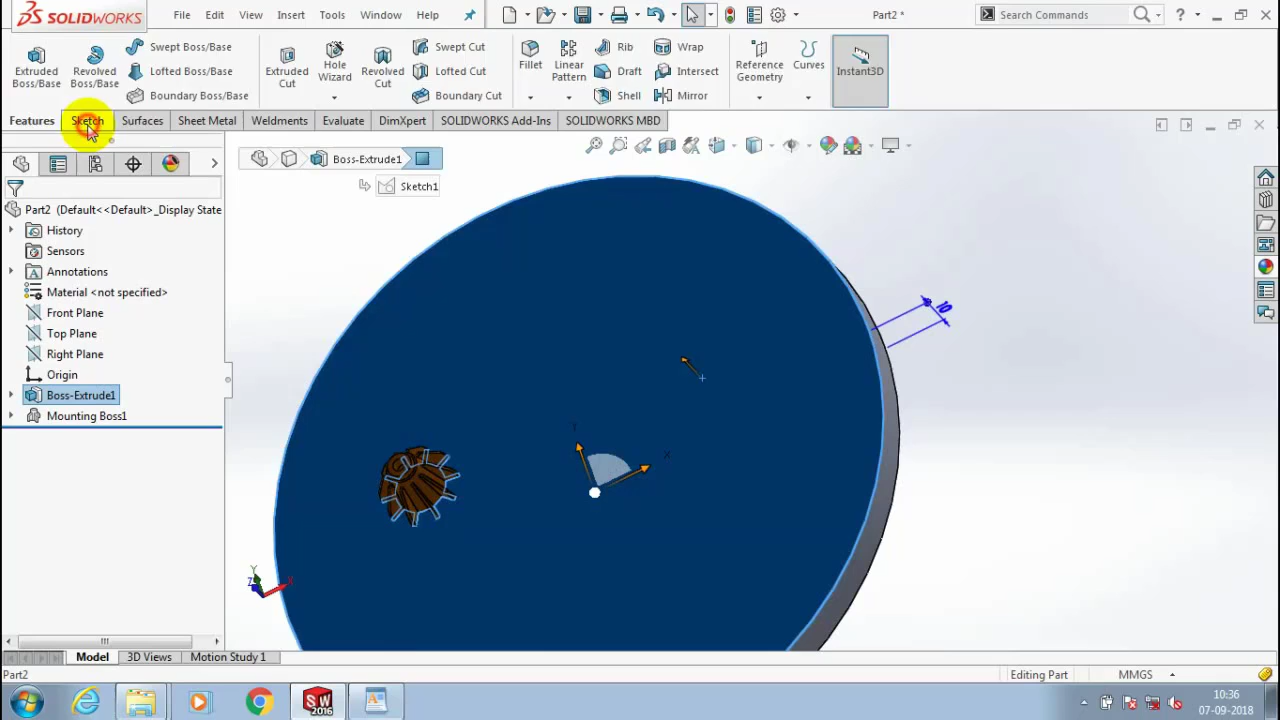 SOLIDWORKS
File Edit View Insert Tools Window Help
Part2 *
Search Commands
?
Extruded Boss/Base
Revolved Boss/Base
Swept Boss/Base
Lofted Boss/Base
Boundary Boss/Base
Extruded Cut
Hole Wizard
Revolved Cut
Swept Cut
Lofted Cut
Boundary Cut
Fillet
Linear Pattern
Rib
Draft
Shell
Wrap
Intersect
Mirror
Reference Geometry
Curves
Instant3D
Features Sketch Surfaces Sheet Metal Weldments Evaluate DimXpert SOLIDWORKS Add-Ins SOLIDWORKS MBD
Boss-Extrude1
Sketch1
Part2 (Default<<Default>_Display State
History
Sensors
Annotations
Material <not specified>
Front Plane
Top Plane
Right Plane
Origin
Boss-Extrude1
Mounting Boss1
10
X
Y
Z
X
Model 3D Views Motion Study 1
Part2
Editing Part
MMGS
SW
2016
10:36
07-09-2018